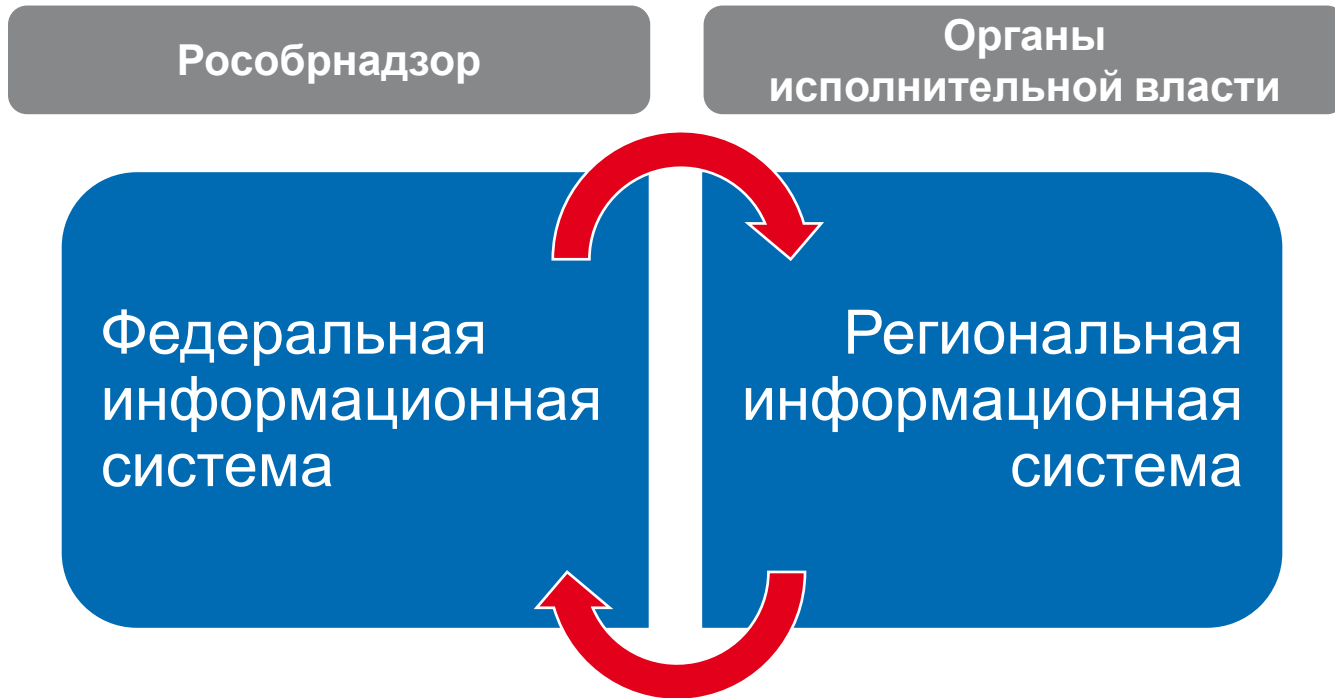 Рособрнадзор
Органы
исполнительной власти
Федеральная
информационная
система
Региональная
информационная
система